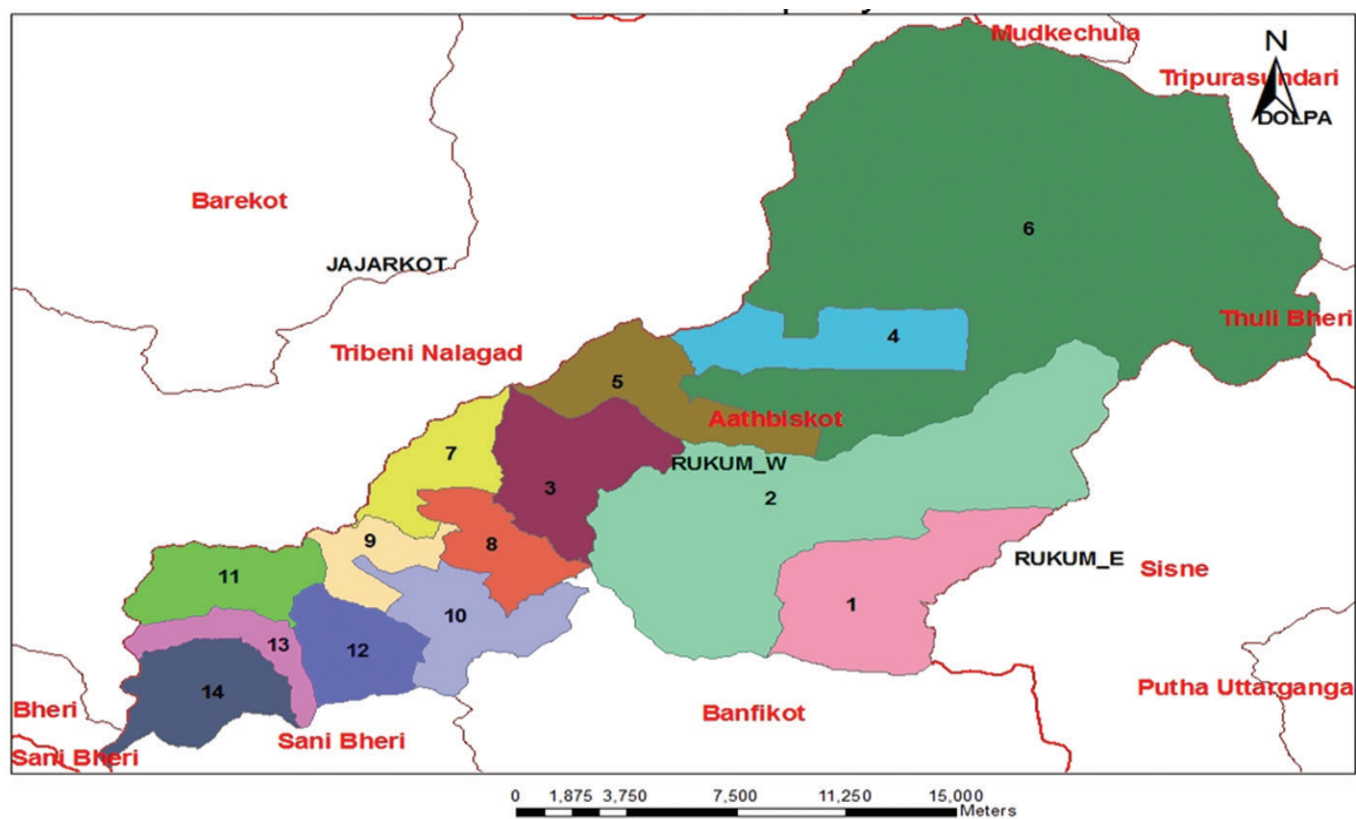 Mudkechula
N
Tripurasundari
DOLPA
Barekot
6
JAJARKOT
Thuli Bheri
4
Tribeni Nalagad
5
Aathbiskot
7
RUKUM_W
3
2
9
8
RUKUM_E
Sisne
11
1
10
13
12
14
Putha Uttarganga
Bheri
Banfikot
Sani Bheri
Sani Bheri
0 1,875 3,750 7,500 11,250 15,000
Meters